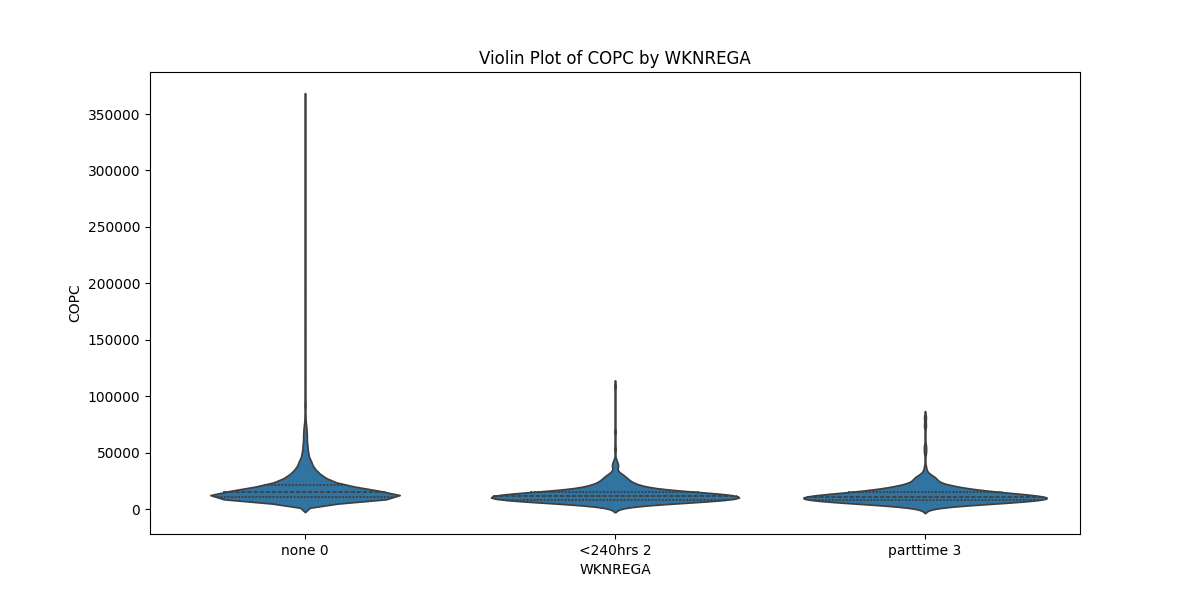 Violin Plot of COPC by WKNREGA
COPC
350000
300000
250000
200000
150000
100000
50000
0
none 0
<240hrs 2
parttime 3
WKNREGA